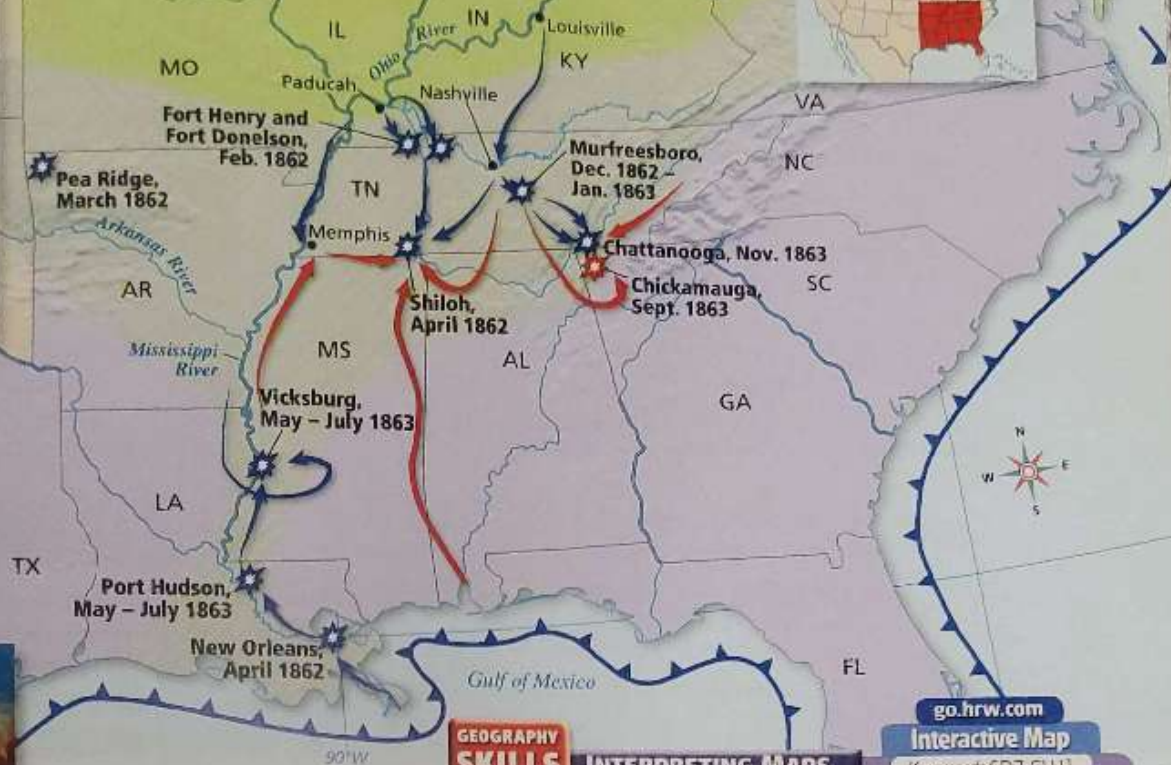 IL
IN
Louisville
Ohio River
MO
KY
Paducah
Nashville
VA
Fort Henry and
Fort Donelson,
Feb. 1862
Murfreesboro,
Dec. 1862 –
Jan. 1863
NC
Pea Ridge,
March 1862
TN
Arkansas River
Memphis
Chattanooga, Nov. 1863
AR
Shiloh,
April 1862
Chickamauga,
Sept. 1863
SC
Mississippi
River
MS
AL
Vicksburg,
May – July 1863
GA
N
W
E
S
LA
TX
Port Hudson,
May – July 1863
New Orleans,
April 1862
Gulf of Mexico
FL
90°W
GEOGRAPHY
SKILLS
INTERPRETING MAPS
go.hrw.com
Interactive Map